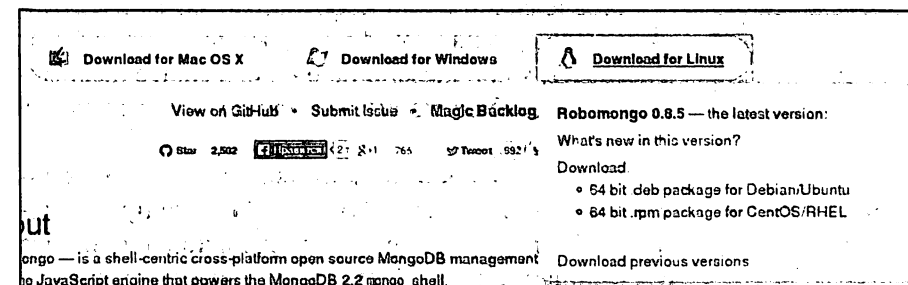 Download for Mac OS X Download for Windows Download for Linux
View on GitHub • Submit Issue • Magic Backlog
Star 2,502 +1 Tweet
Robomongo 0.8.5 — the latest version:
What's new in this version?
Download
• 64 bit .deb package for Debian/Ubuntu
• 64 bit .rpm package for CentOS/RHEL
Download previous versions
out
ongo — is a shell-centric cross-platform open source MongoDB management
he JavaScript engine that powers the MongoDB 2.2 mongo shell.